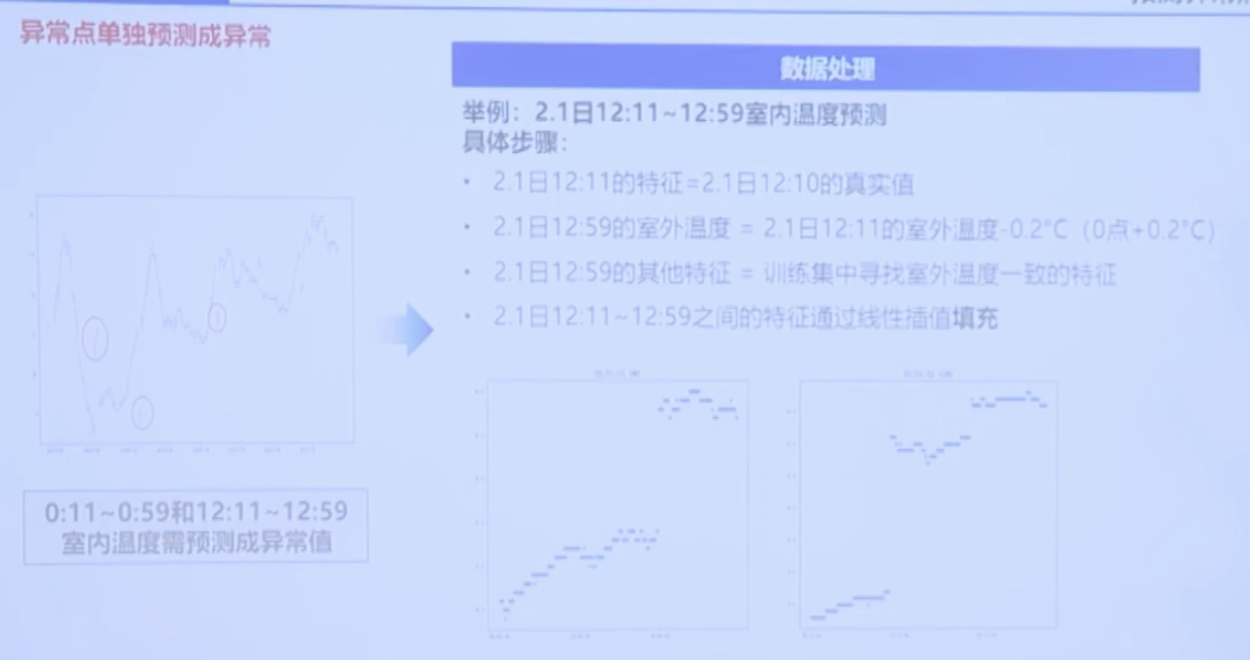 异常点单独预测成异常
数据处理
举例：2.1日12:11~12:59室内温度预测
具体步骤：
• 2.1日12:11的特征=2.1日12:10的真实值
• 2.1日12:59的室外温度 = 2.1日12:11的室外温度-0.2°C（0点+0.2°C）
• 2.1日12:59的其他特征 = 训练集中寻找室外温度一致的特征
• 2.1日12:11~12:59之间的特征通过线性插值填充
0:11~0:59和12:11~12:59
室内温度需预测成异常值